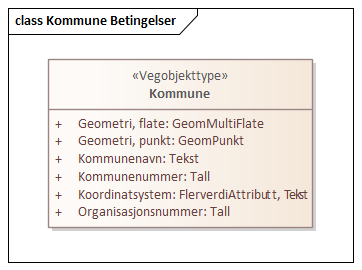 class Kommune Betingelser
«Vegobjekttype»
Kommune
+ Geometri, flate: GeomMultiFlate
+ Geometri, punkt: GeomPunkt
+ Kommunenavn: Tekst
+ Kommunenummer: Tall
+ Koordinatsystem: FlerverdiAttributt, Tekst
+ Organisasjonsnummer: Tall